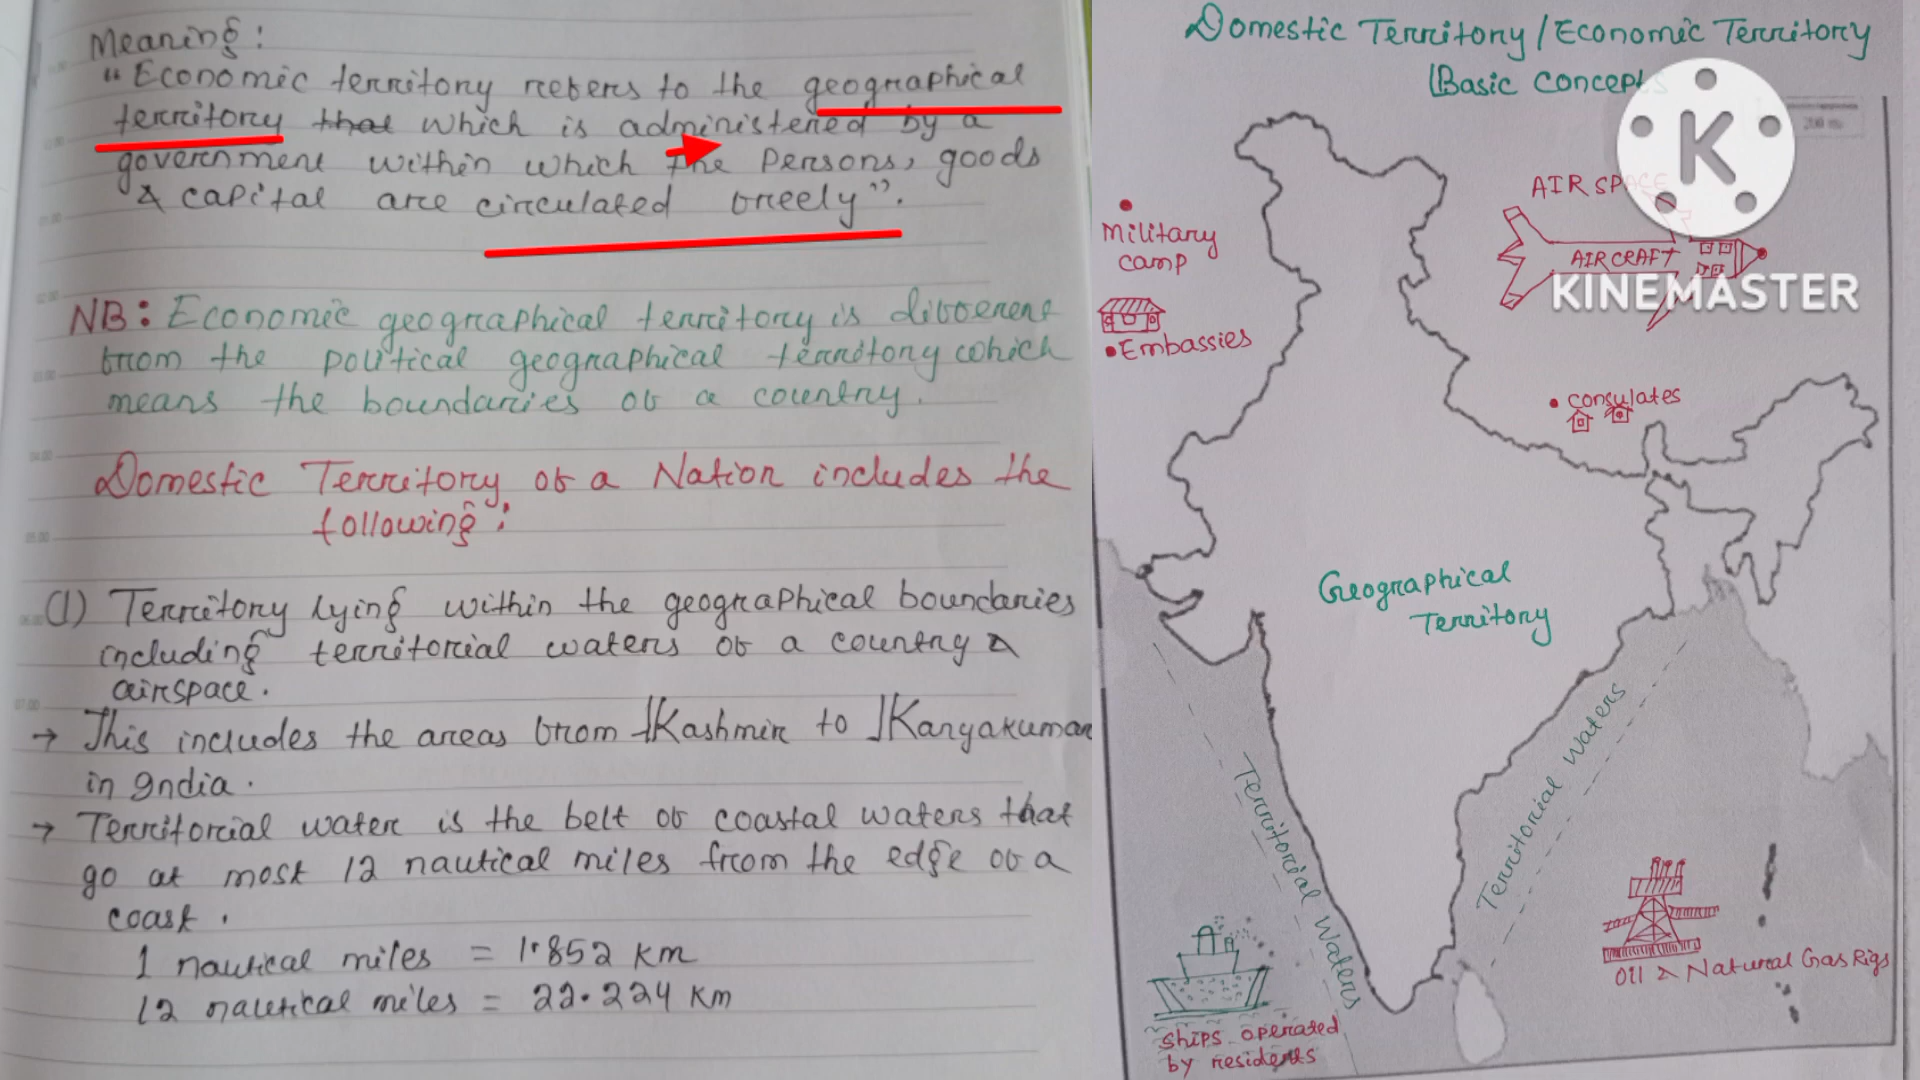 Meaning:
"Economic territory refers to the geographical
territory that which is administered by a
government within which the Persons, goods
& capital are circulated freely".
NB: Economic geographical territory is different
from the political geographical territory which
means the boundaries of a country.
Domestic Territory of a Nation includes the
following:
(1) Territory lying within the geographical boundaries
including territorial waters of a country &
airspace.
→ This includes the areas from Kashmir to Kanyakumar
in India.
→ Territorial water is the belt of coastal waters that
go at most 12 nautical miles from the edge of a
coast.
1 nautical miles = 1.852 KM
12 nautical miles = 22.224 KM
Domestic Territory/Economic Territory
(Basic Concept
K
KINEMASTER
200 mi
AIR SPACE
AIRCRAFT
• Military
camp
• Embassies
• Consulates
Geographical
Territory
Territorial Waters
Territorial Waters
Oil & Natural Gas Rigs
Ships operated
by residents